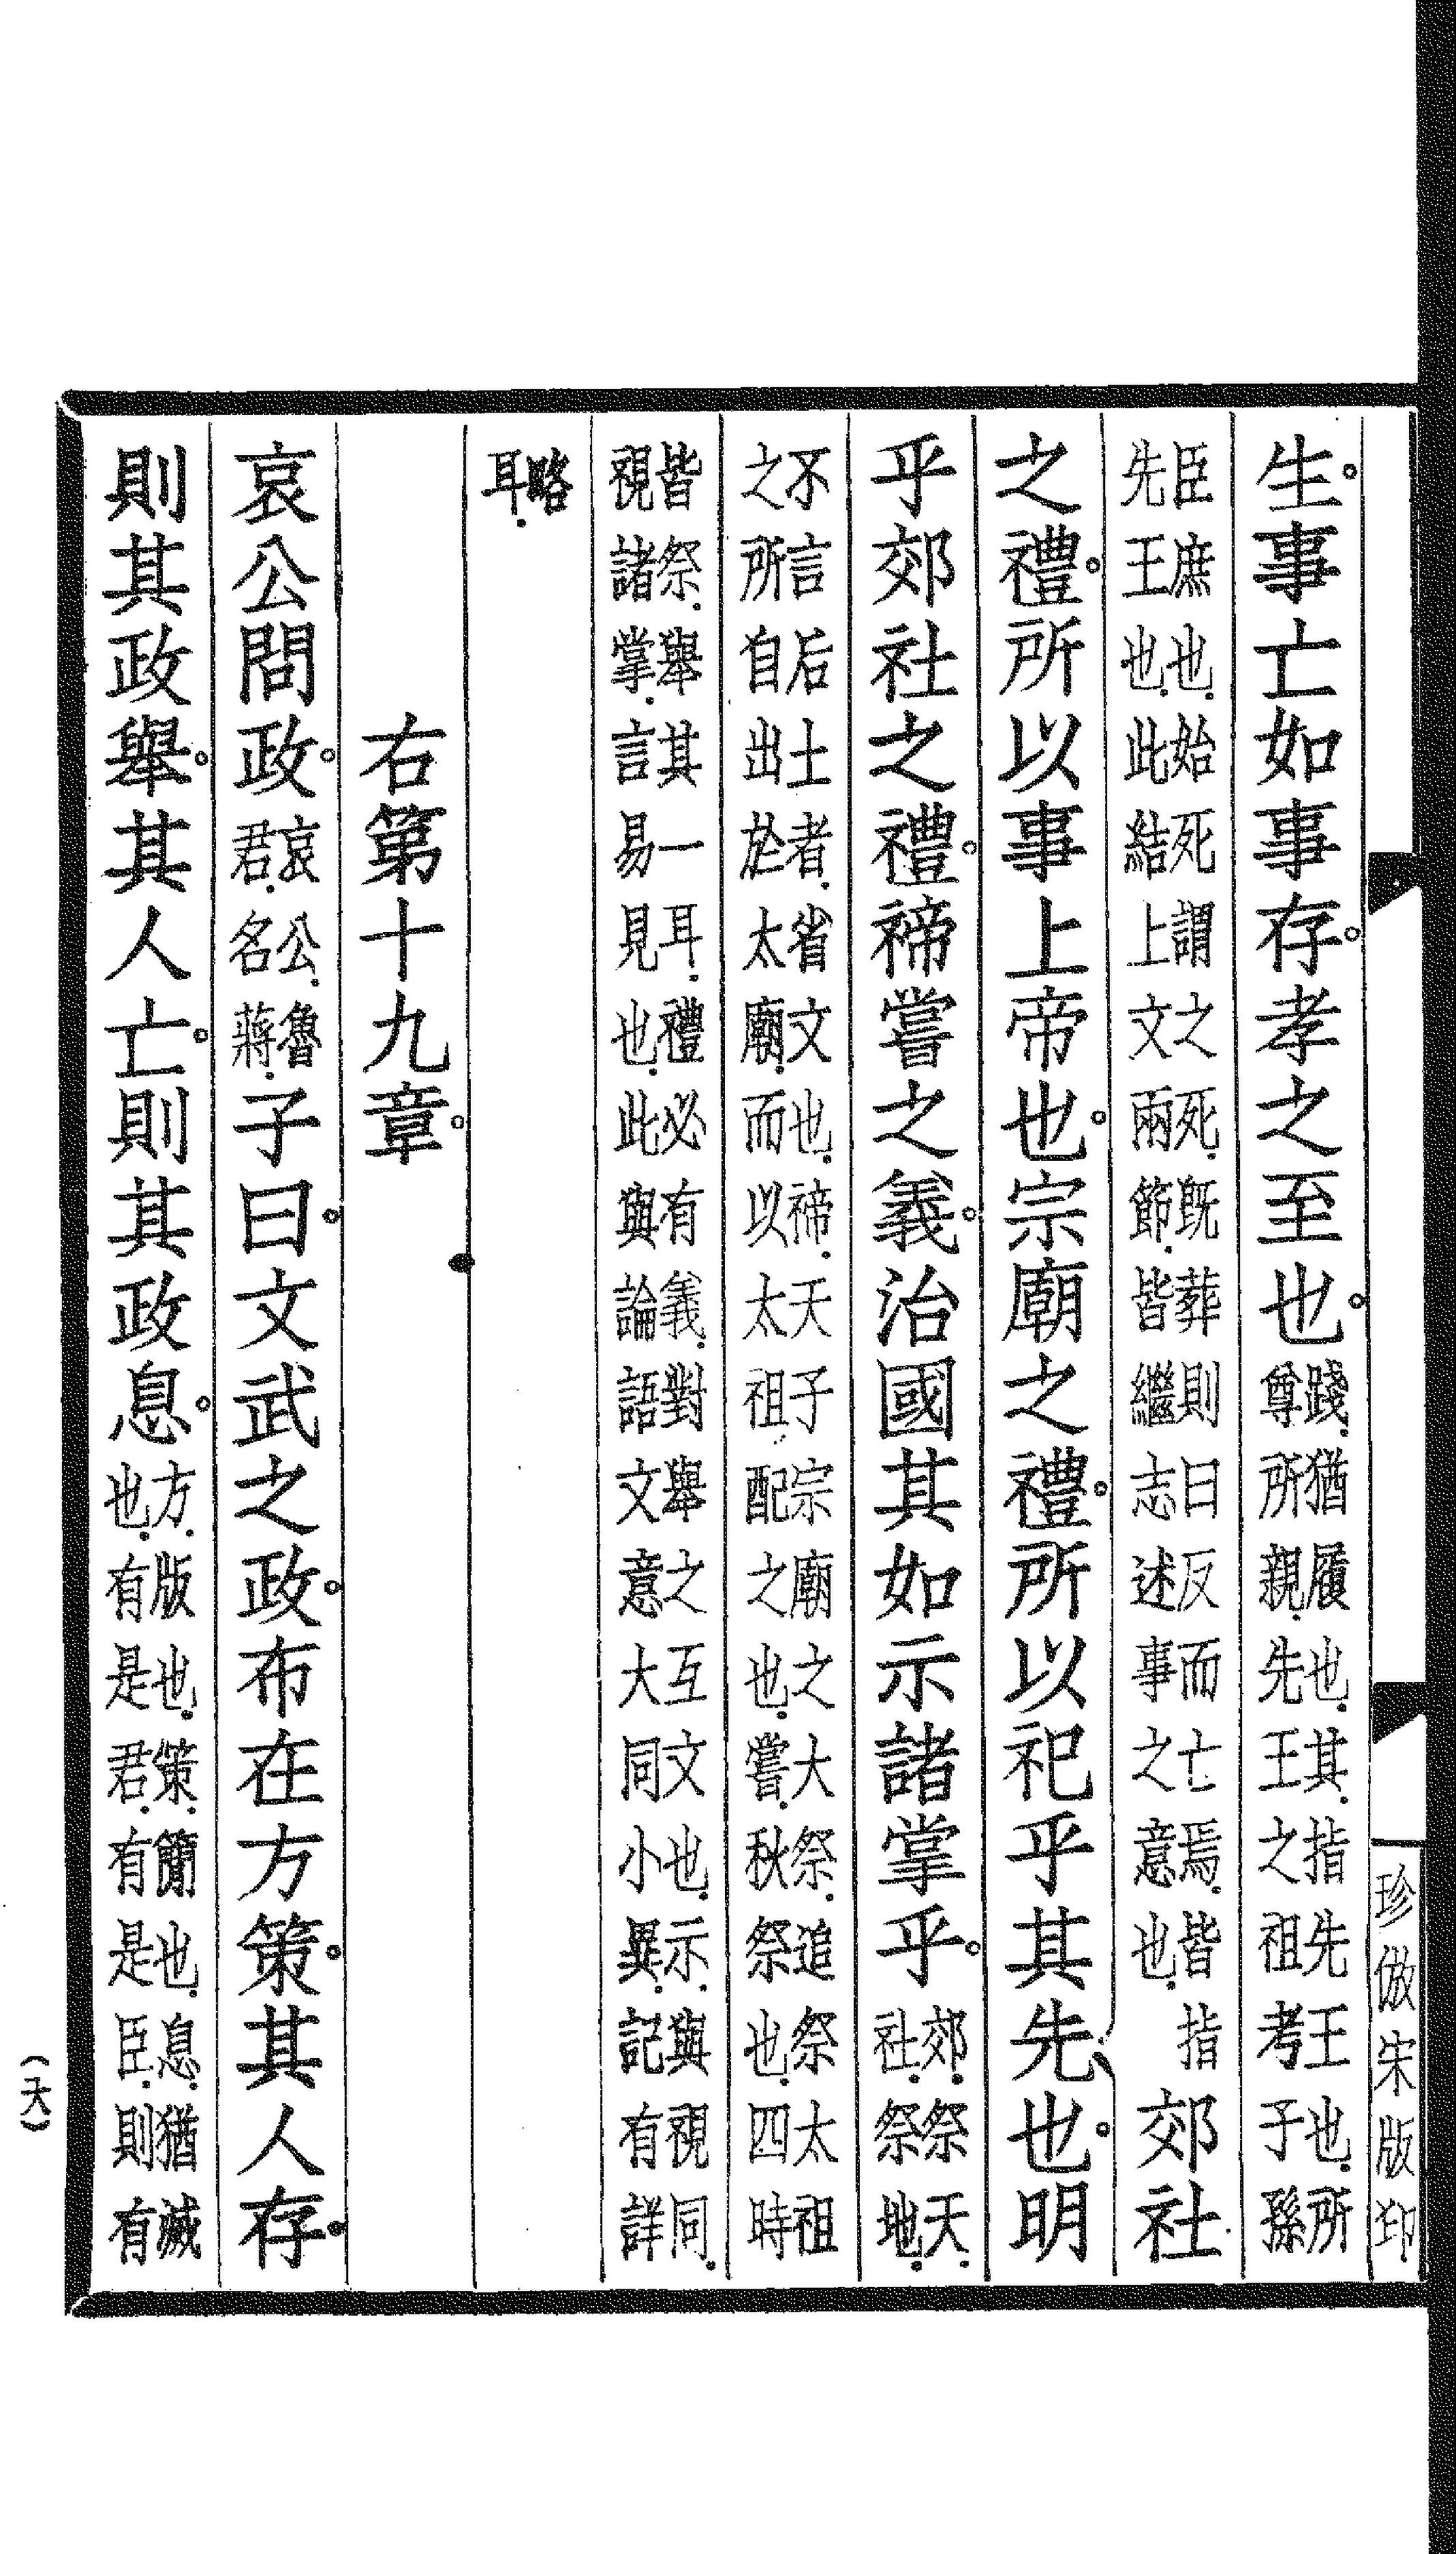 珍倣宋版印
生。事亡如事存。孝之至也。踐.猶履也.其.指先王也.所尊所親.先王之祖考子孫
臣庶也.始死謂之死.旣葬則曰反而亡焉.皆指先王也.此結上文兩節.皆繼志述事之意也.郊社
之禮。所以事上帝也。宗廟之禮。所以祀乎其先也。明
乎郊社之禮。禘嘗之義。治國其如示諸掌乎。郊.祭天.社.祭地.
不言后土者.省文也.禘.天子宗廟之大祭.追祭太祖之所自出於太廟.而以太祖配之也.嘗.秋祭也.四時
皆祭.舉其一耳.禮必有義.對舉之互文也.示.與視同.視諸掌.言易見也.此與論語文意大同小異.記有詳
略耳.
右第十九章。
哀公問政。哀公.魯君.名蔣.子曰。文武之政。布在方策。其人存。
則其政舉。其人亡。則其政息。方.版也.策.簡也.息.猶滅也.有是君.有是臣.則有